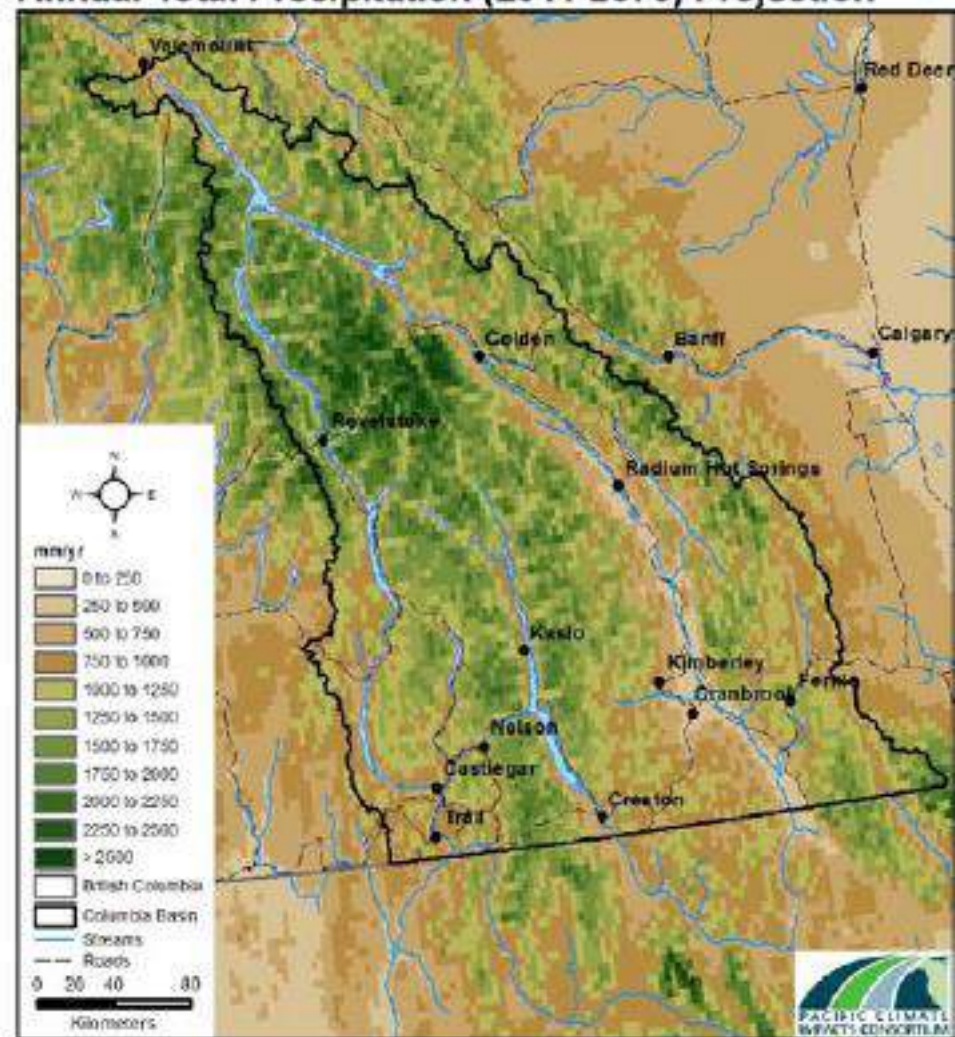 Annual Total Precipitation (2041-2070) Projection
Valemount
Red Deer
Golden
Banff
Calgary
Revelstoke
Radium Hot Springs
Kaslo
Kimberley
Cranbrook
Fernie
Nelson
Castlegar
Trail
Creston
N
W
E
S
mm/yr
0 to 250
250 to 500
500 to 750
750 to 1000
1000 to 1250
1250 to 1500
1500 to 1750
1750 to 2000
2000 to 2250
2250 to 2500
> 2500
British Columbia
Columbia Basin
Streams
Roads
0 20 40 80
Kilometers
PACIFIC CLIMATE
IMPACTS CONSORTIUM